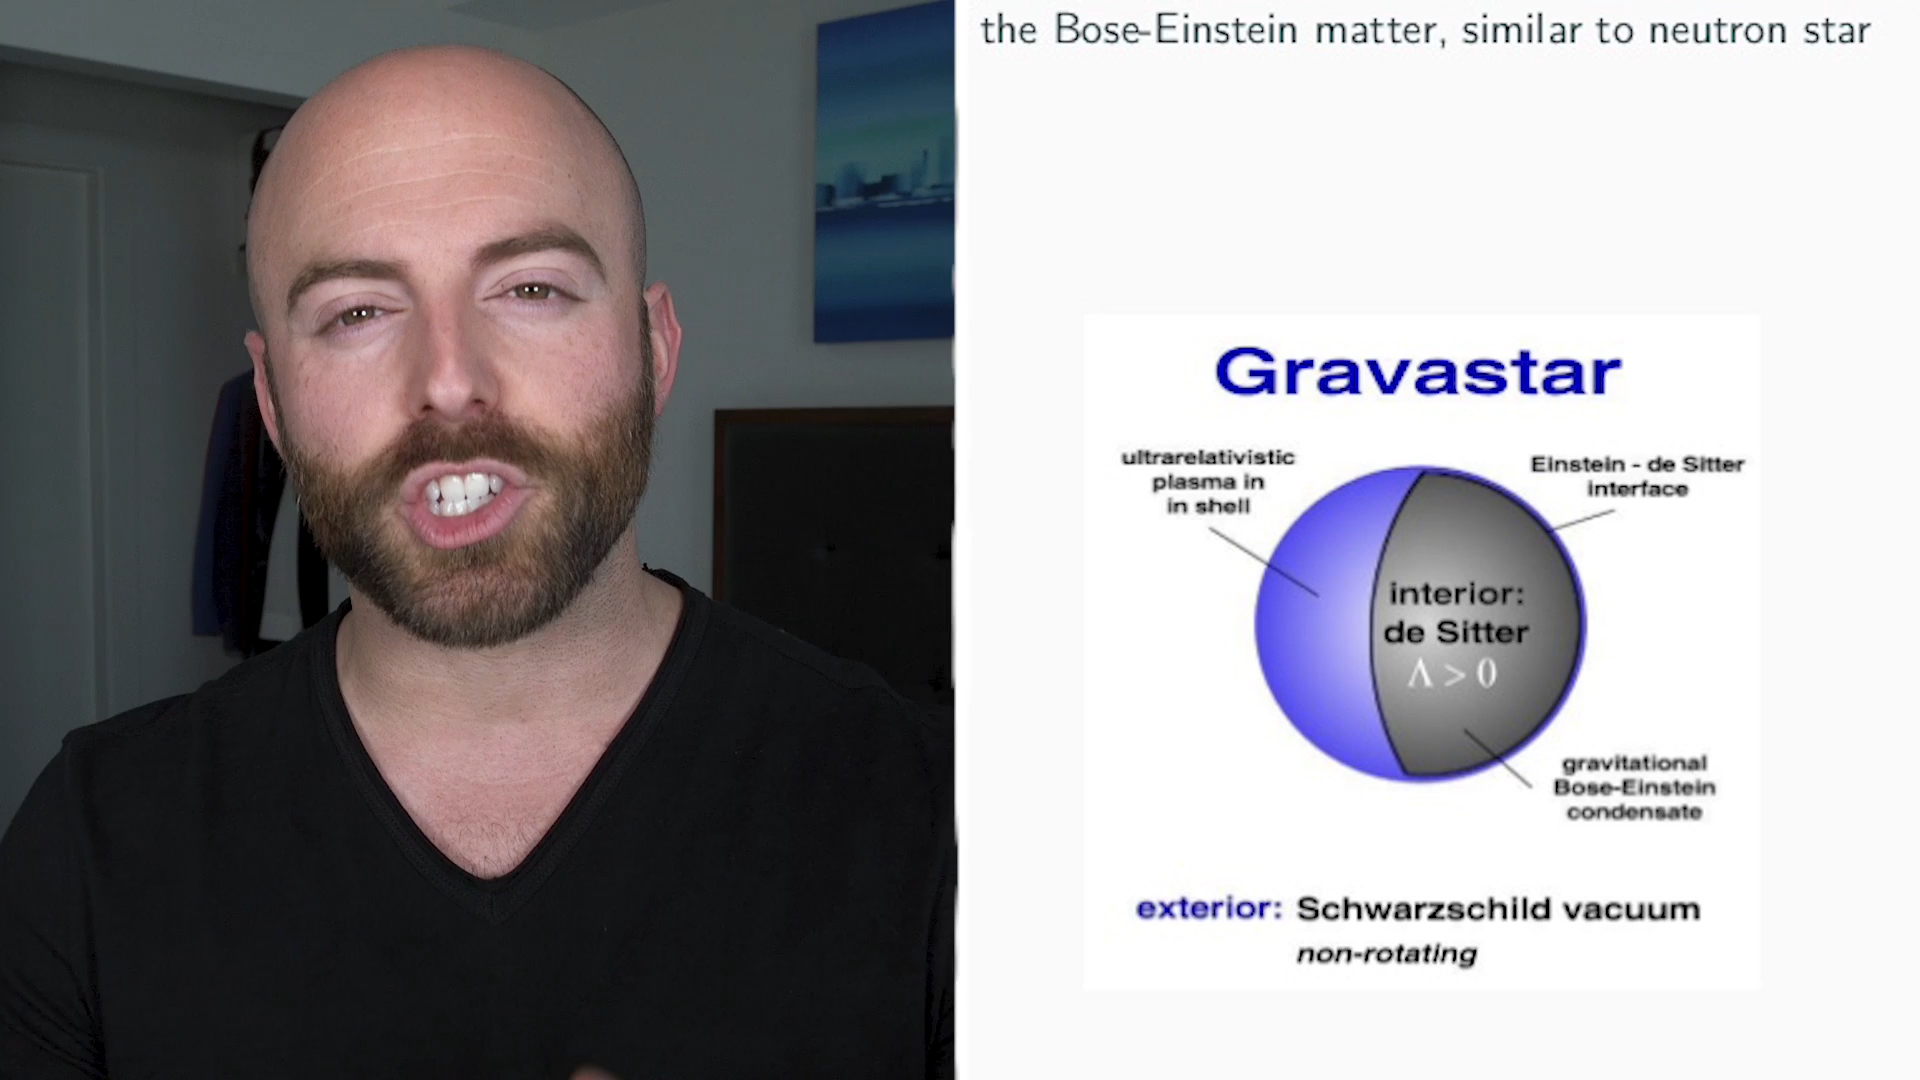 the Bose-Einstein matter, similar to neutron star
Gravastar
ultrarelativistic
plasma in
in shell
Einstein - de Sitter
interface
interior:
de Sitter
Λ > 0
gravitational
Bose-Einstein
condensate
exterior: Schwarzschild vacuum
non-rotating